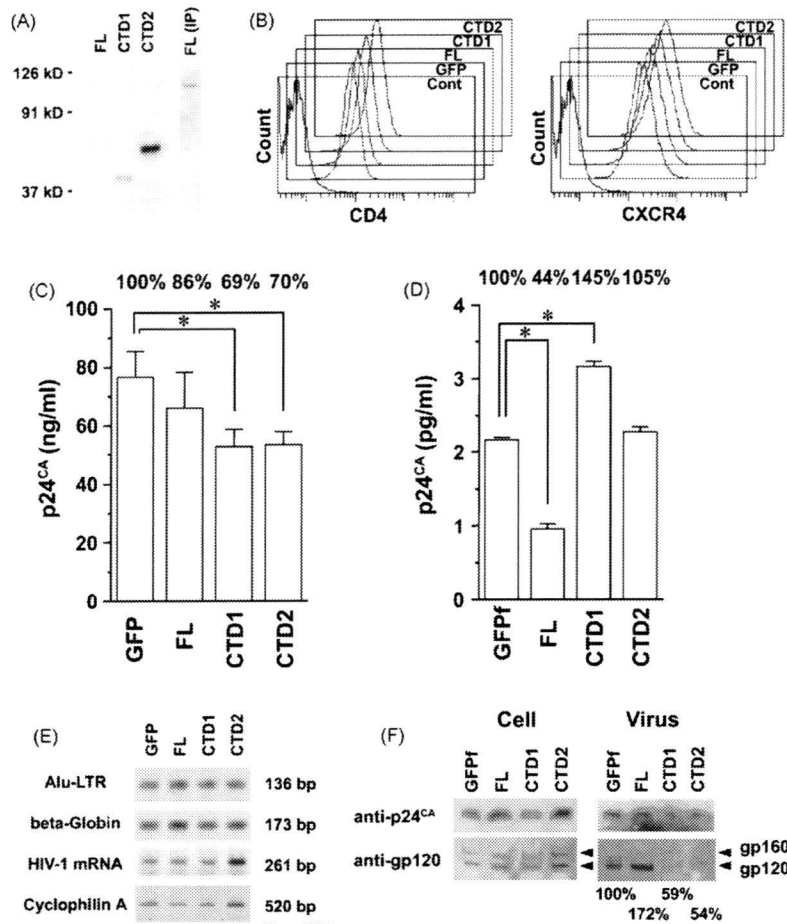 (A)
FL
CTD1
CTD2
FL (IP)
126 kD
91 kD
37 kD
(B)
CTD2
CTD1
FL
GFP
Cont
Count
CD4
CTD2
CTD1
FL
GFP
Cont
Count
CXCR4
(C)
100% 86% 69% 70%
*
*
p24CA (ng/ml)
100
80
60
40
20
0
GFP
FL
CTD1
CTD2
(D)
100% 44% 145% 105%
*
*
p24CA (pg/ml)
4
3
2
1
0
GFPf
FL
CTD1
CTD2
(E)
GFP
FL
CTD1
CTD2
Alu-LTR 136 bp
beta-Globin 173 bp
HIV-1 mRNA 261 bp
Cyclophilin A 520 bp
(F)
Cell Virus
GFPf
FL
CTD1
CTD2
GFPf
FL
CTD1
CTD2
anti-p24CA
anti-gp120
gp160
gp120
100% 59%
172% 54%